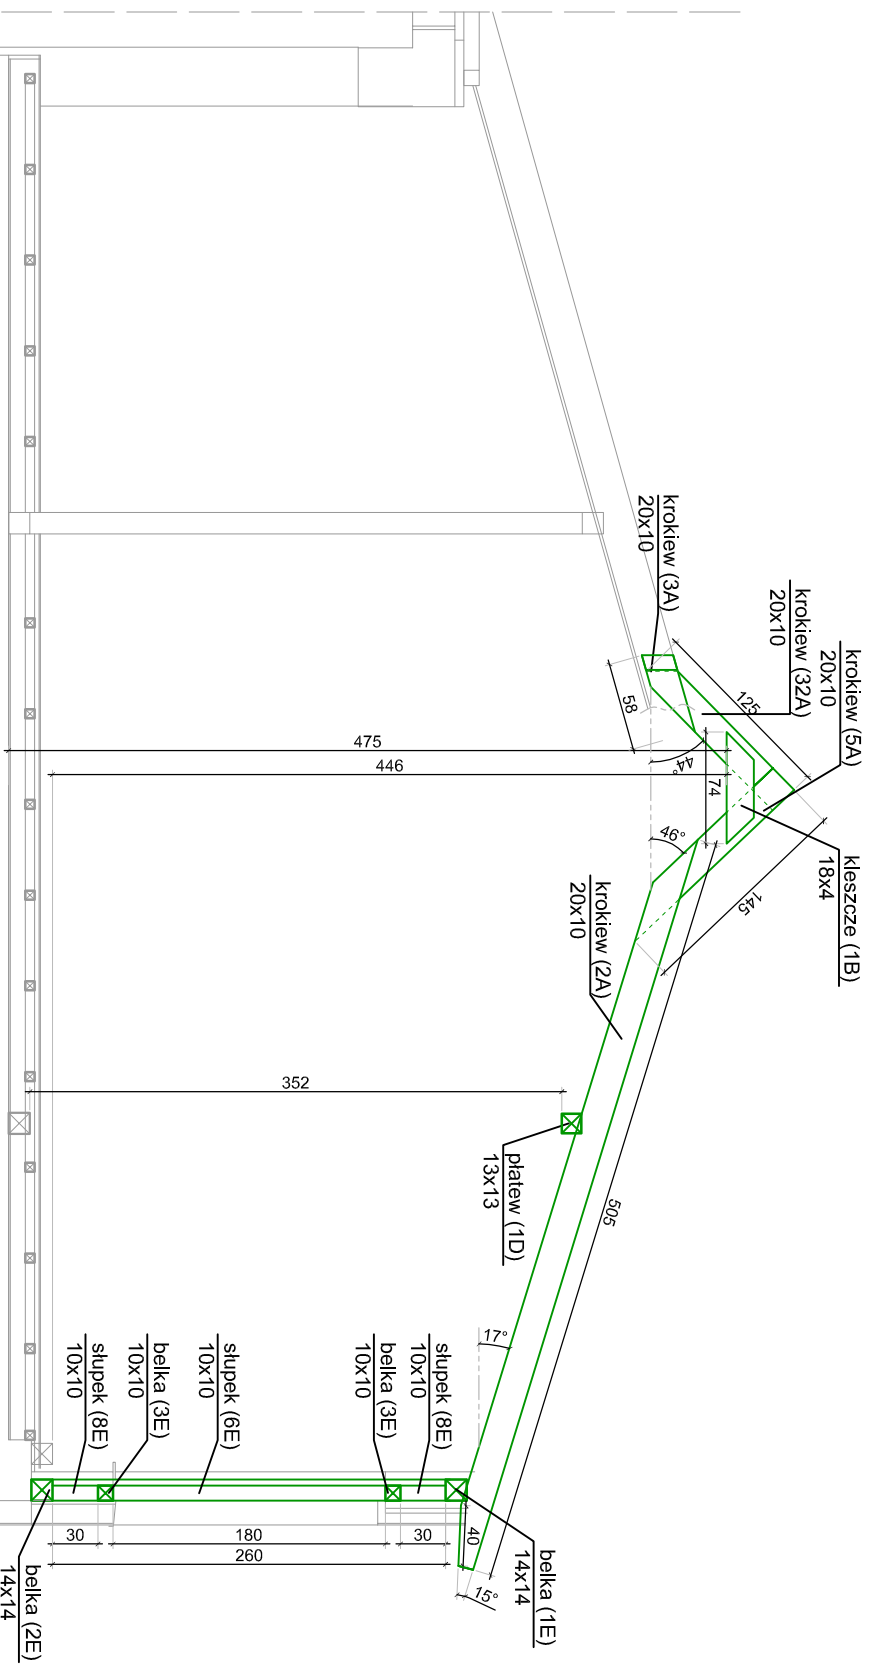 krokiew (3A)
20x10
krokiew (32A)
20x10
krokiew (5A)
20x10
kleszcze (1B)
18x4
125
58
475
446
44°
74
46°
145
krokiew (2A)
20x10
352
płatew (1D)
13x13
505
17°
słupek (8E)
10x10
belka (3E)
10x10
słupek (6E)
10x10
belka (3E)
10x10
słupek (8E)
10x10
30
180
30
260
40
15°
belka (1E)
14x14
belka (2E)
14x14